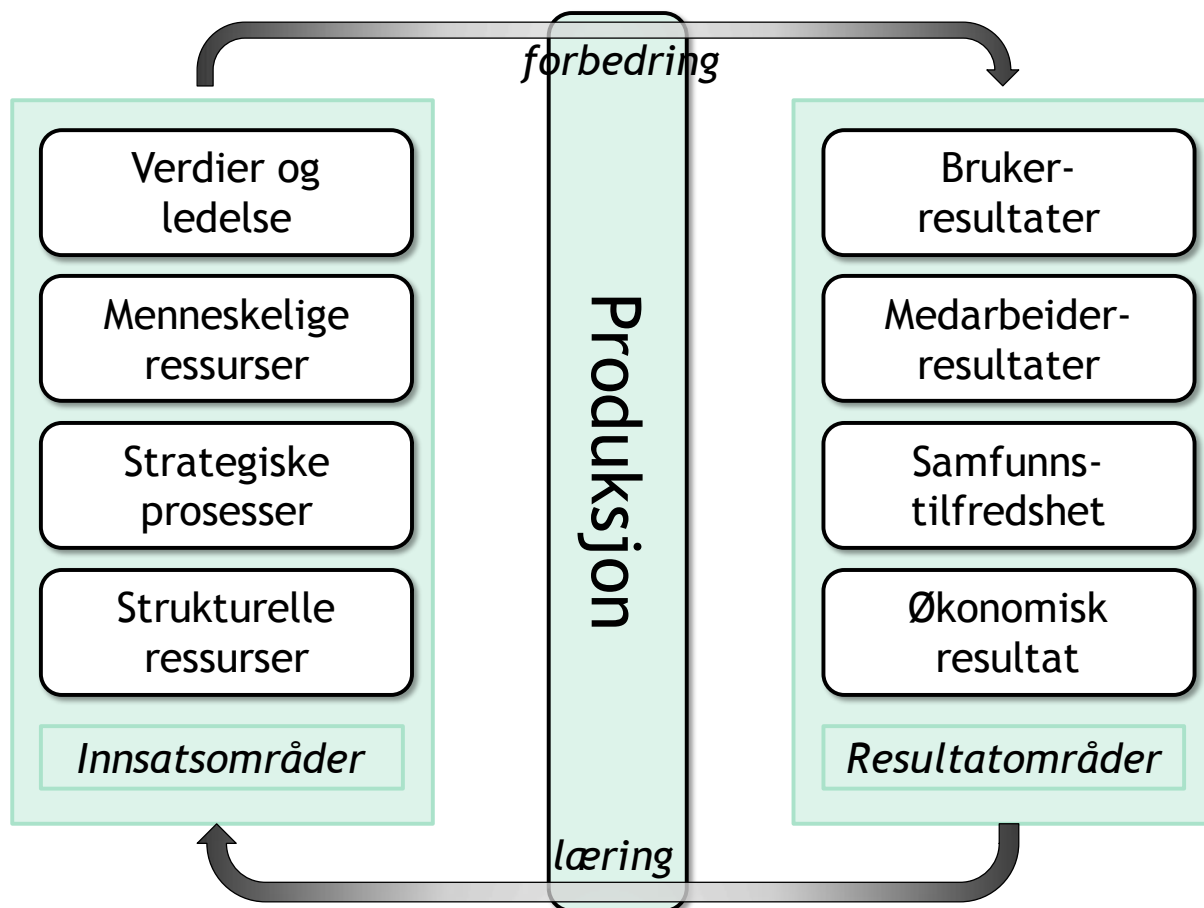 forbedring
Verdier og
ledelse
Menneskelige
ressurser
Strategiske
prosesser
Strukturelle
ressurser
Innsatsområder
Produksjon
Bruker-
resultater
Medarbeider-
resultater
Samfunns-
tilfredshet
Økonomisk
resultat
Resultatområder
læring